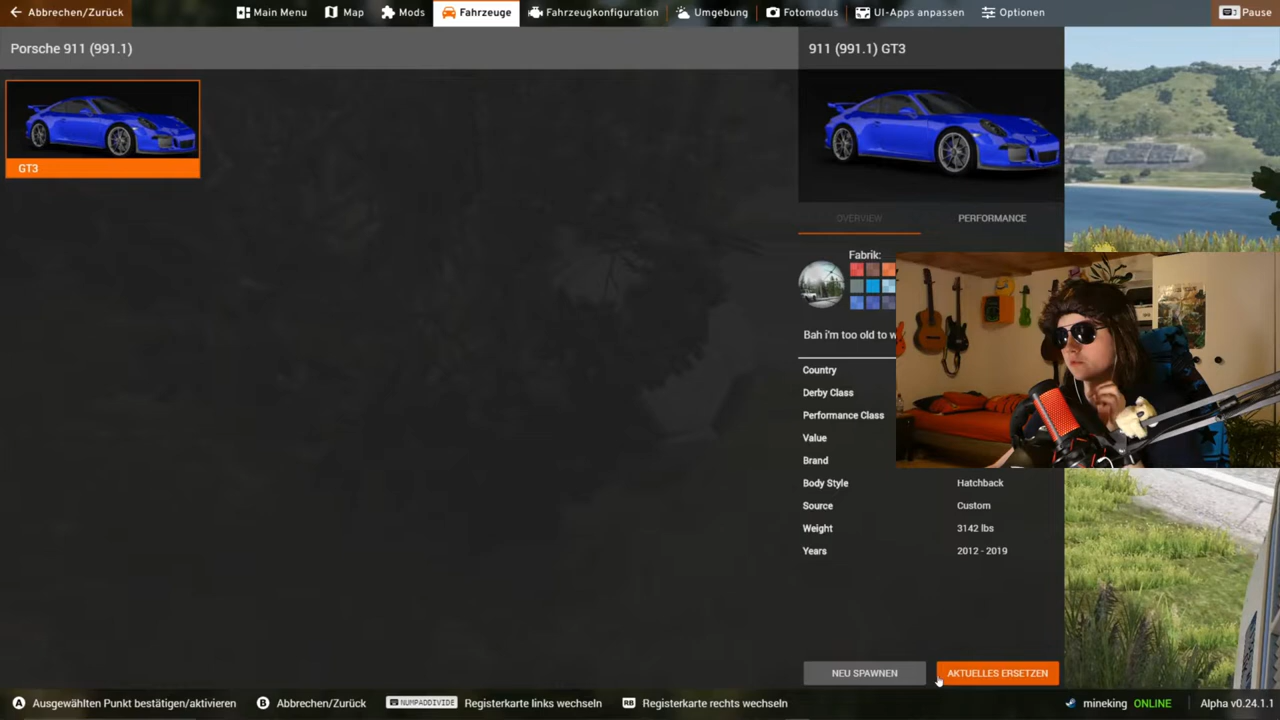 Abbrechen/Zurück
Main Menu
Map
Mods
Fahrzeuge
Fahrzeugkonfiguration
Umgebung
Fotomodus
UI-Apps anpassen
Optionen
Pause
Porsche 911 (991.1)
GT3
911 (991.1) GT3
OVERVIEW
PERFORMANCE
Fabrik:
Bah i'm too old to w
Country
Derby Class
Performance Class
Value
Brand
Body Style Hatchback
Source Custom
Weight 3142 lbs
Years 2012 - 2019
NEU SPAWNEN
AKTUELLES ERSETZEN
A Ausgewählten Punkt bestätigen/aktivieren
B Abbrechen/Zurück
NUMPADDIVIDE Registerkarte links wechseln
RB Registerkarte rechts wechseln
mineking ONLINE
Alpha v0.24.1.1